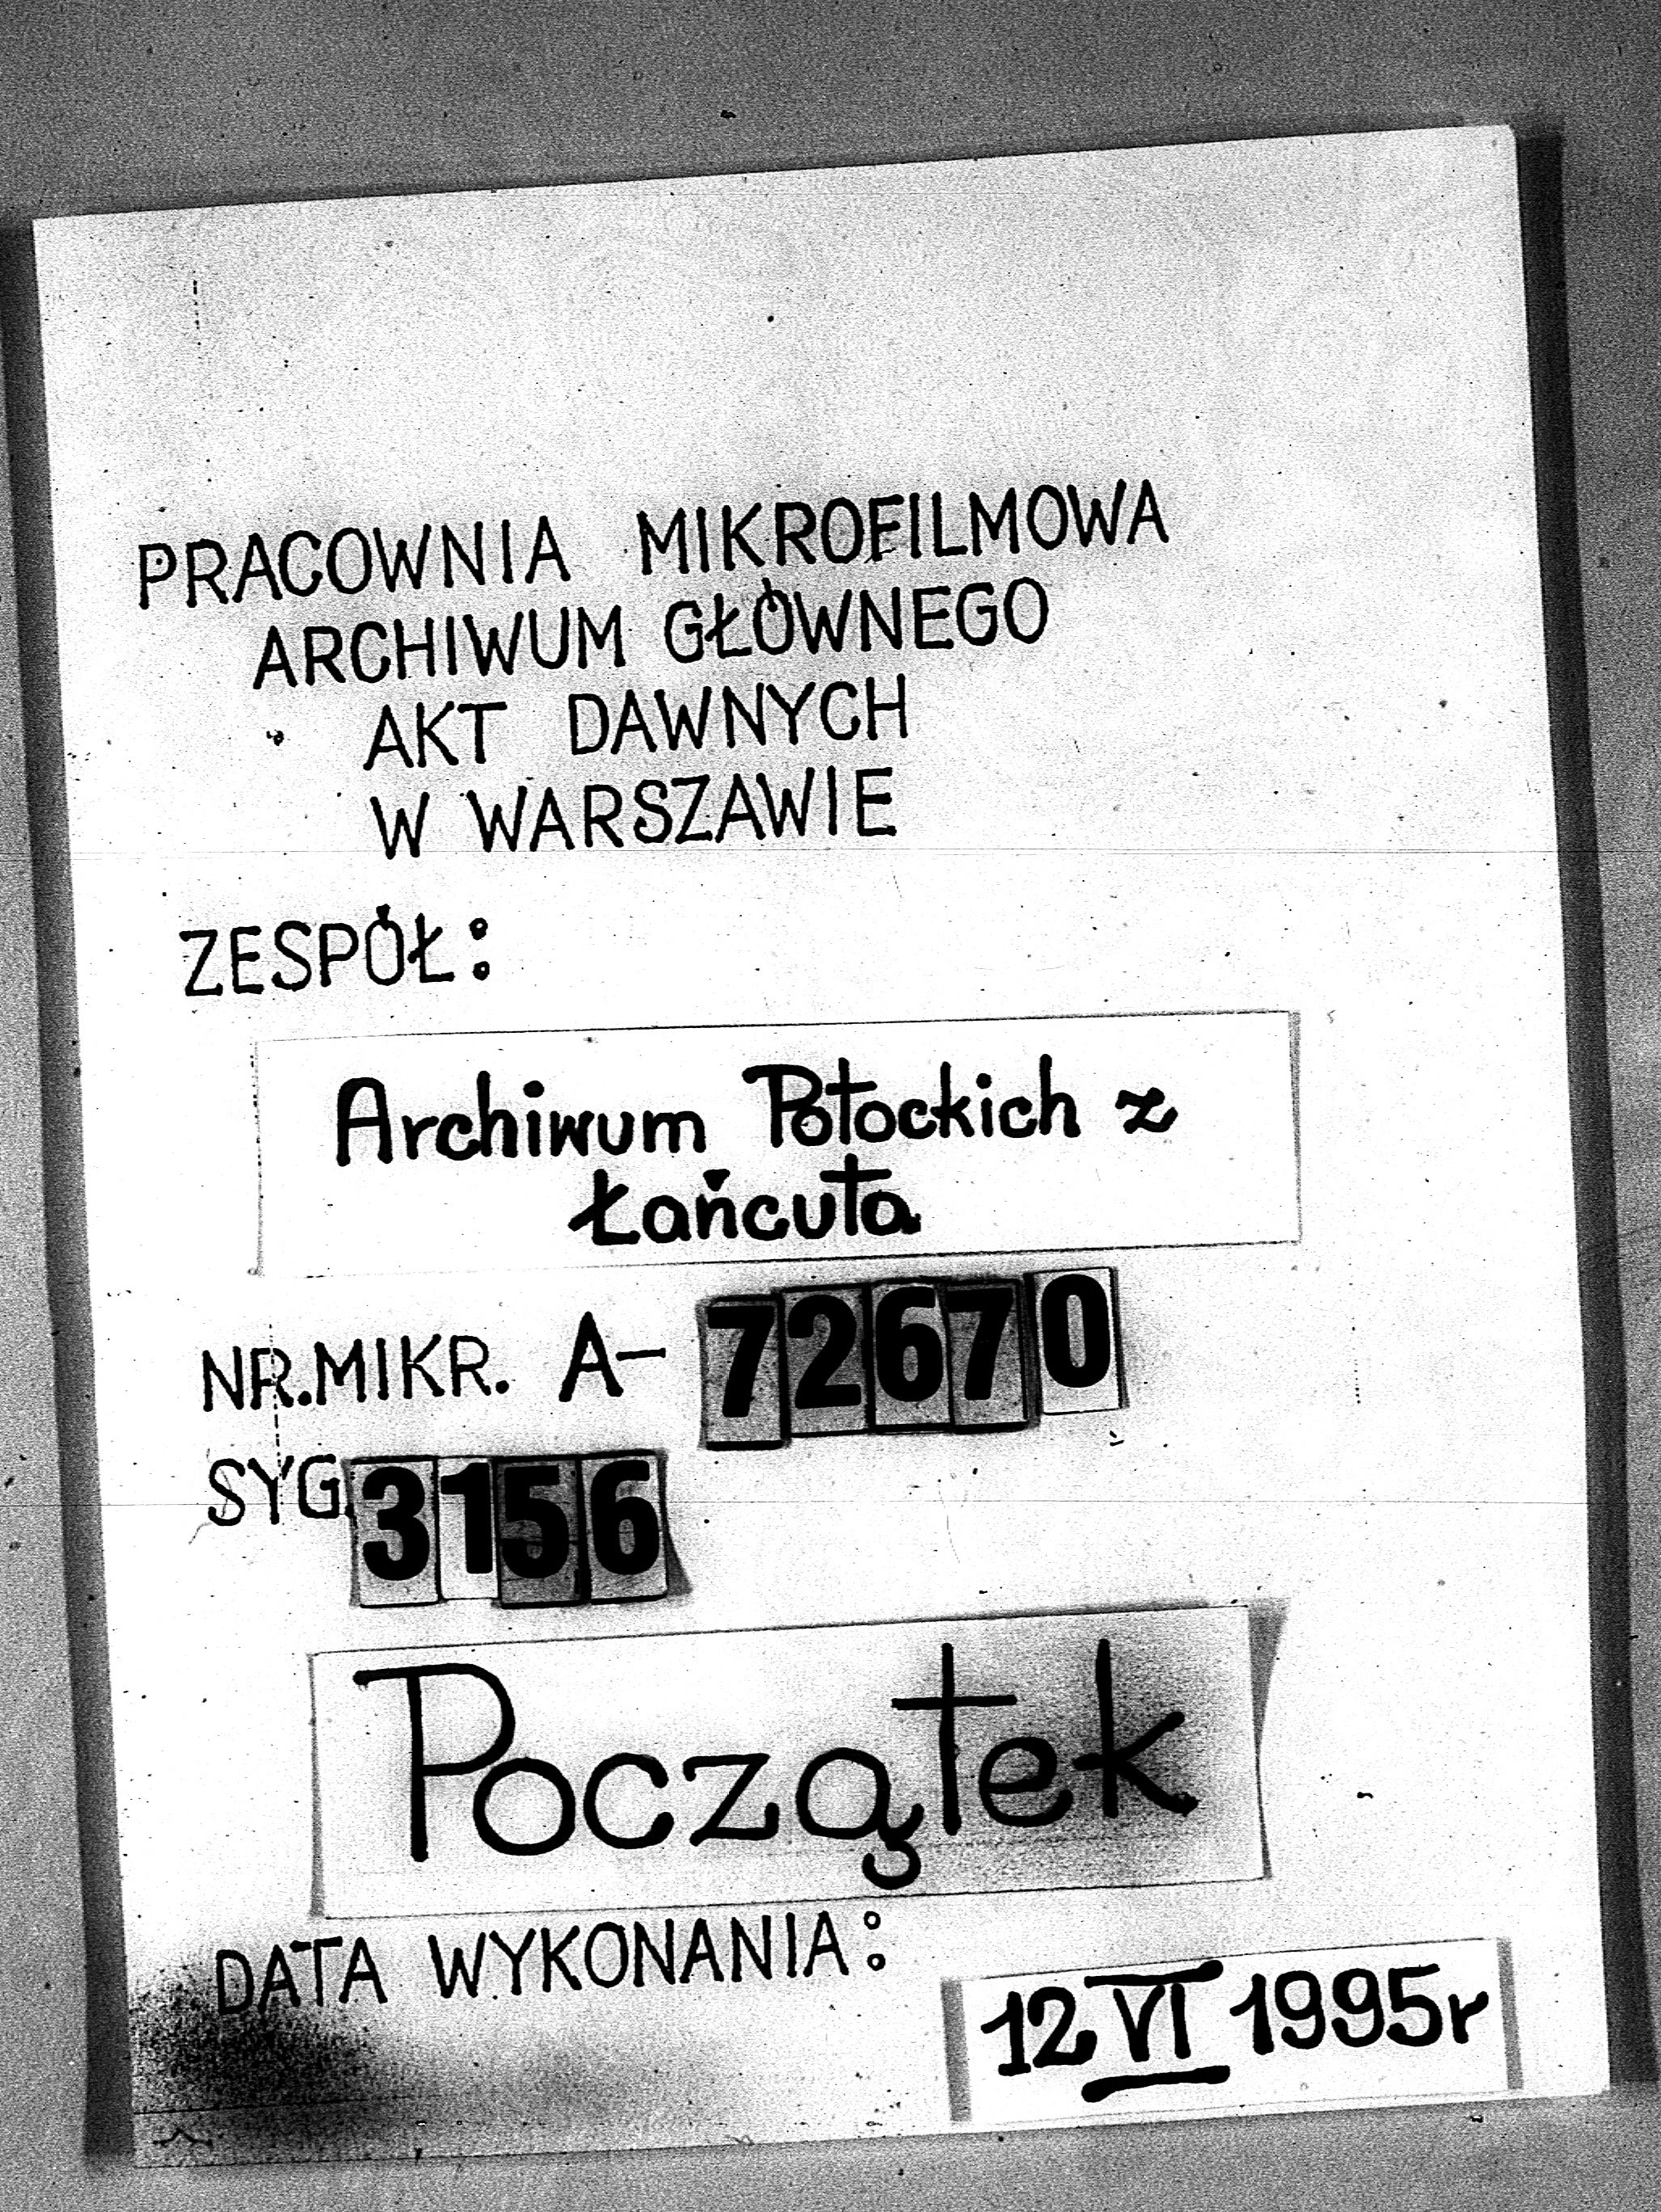 PRACOWNIA MIKROFILMOWA
ARCHIWUM GŁÓWNEGO
AKT DAWNYCH
W WARSZAWIE
ZESPÓŁ:
Archiwum Potockich z
Łańcuta
NR.MIKR. A- 72670
SYG. 3156
Początek
DATA WYKONANIA:
12 VI 1995r